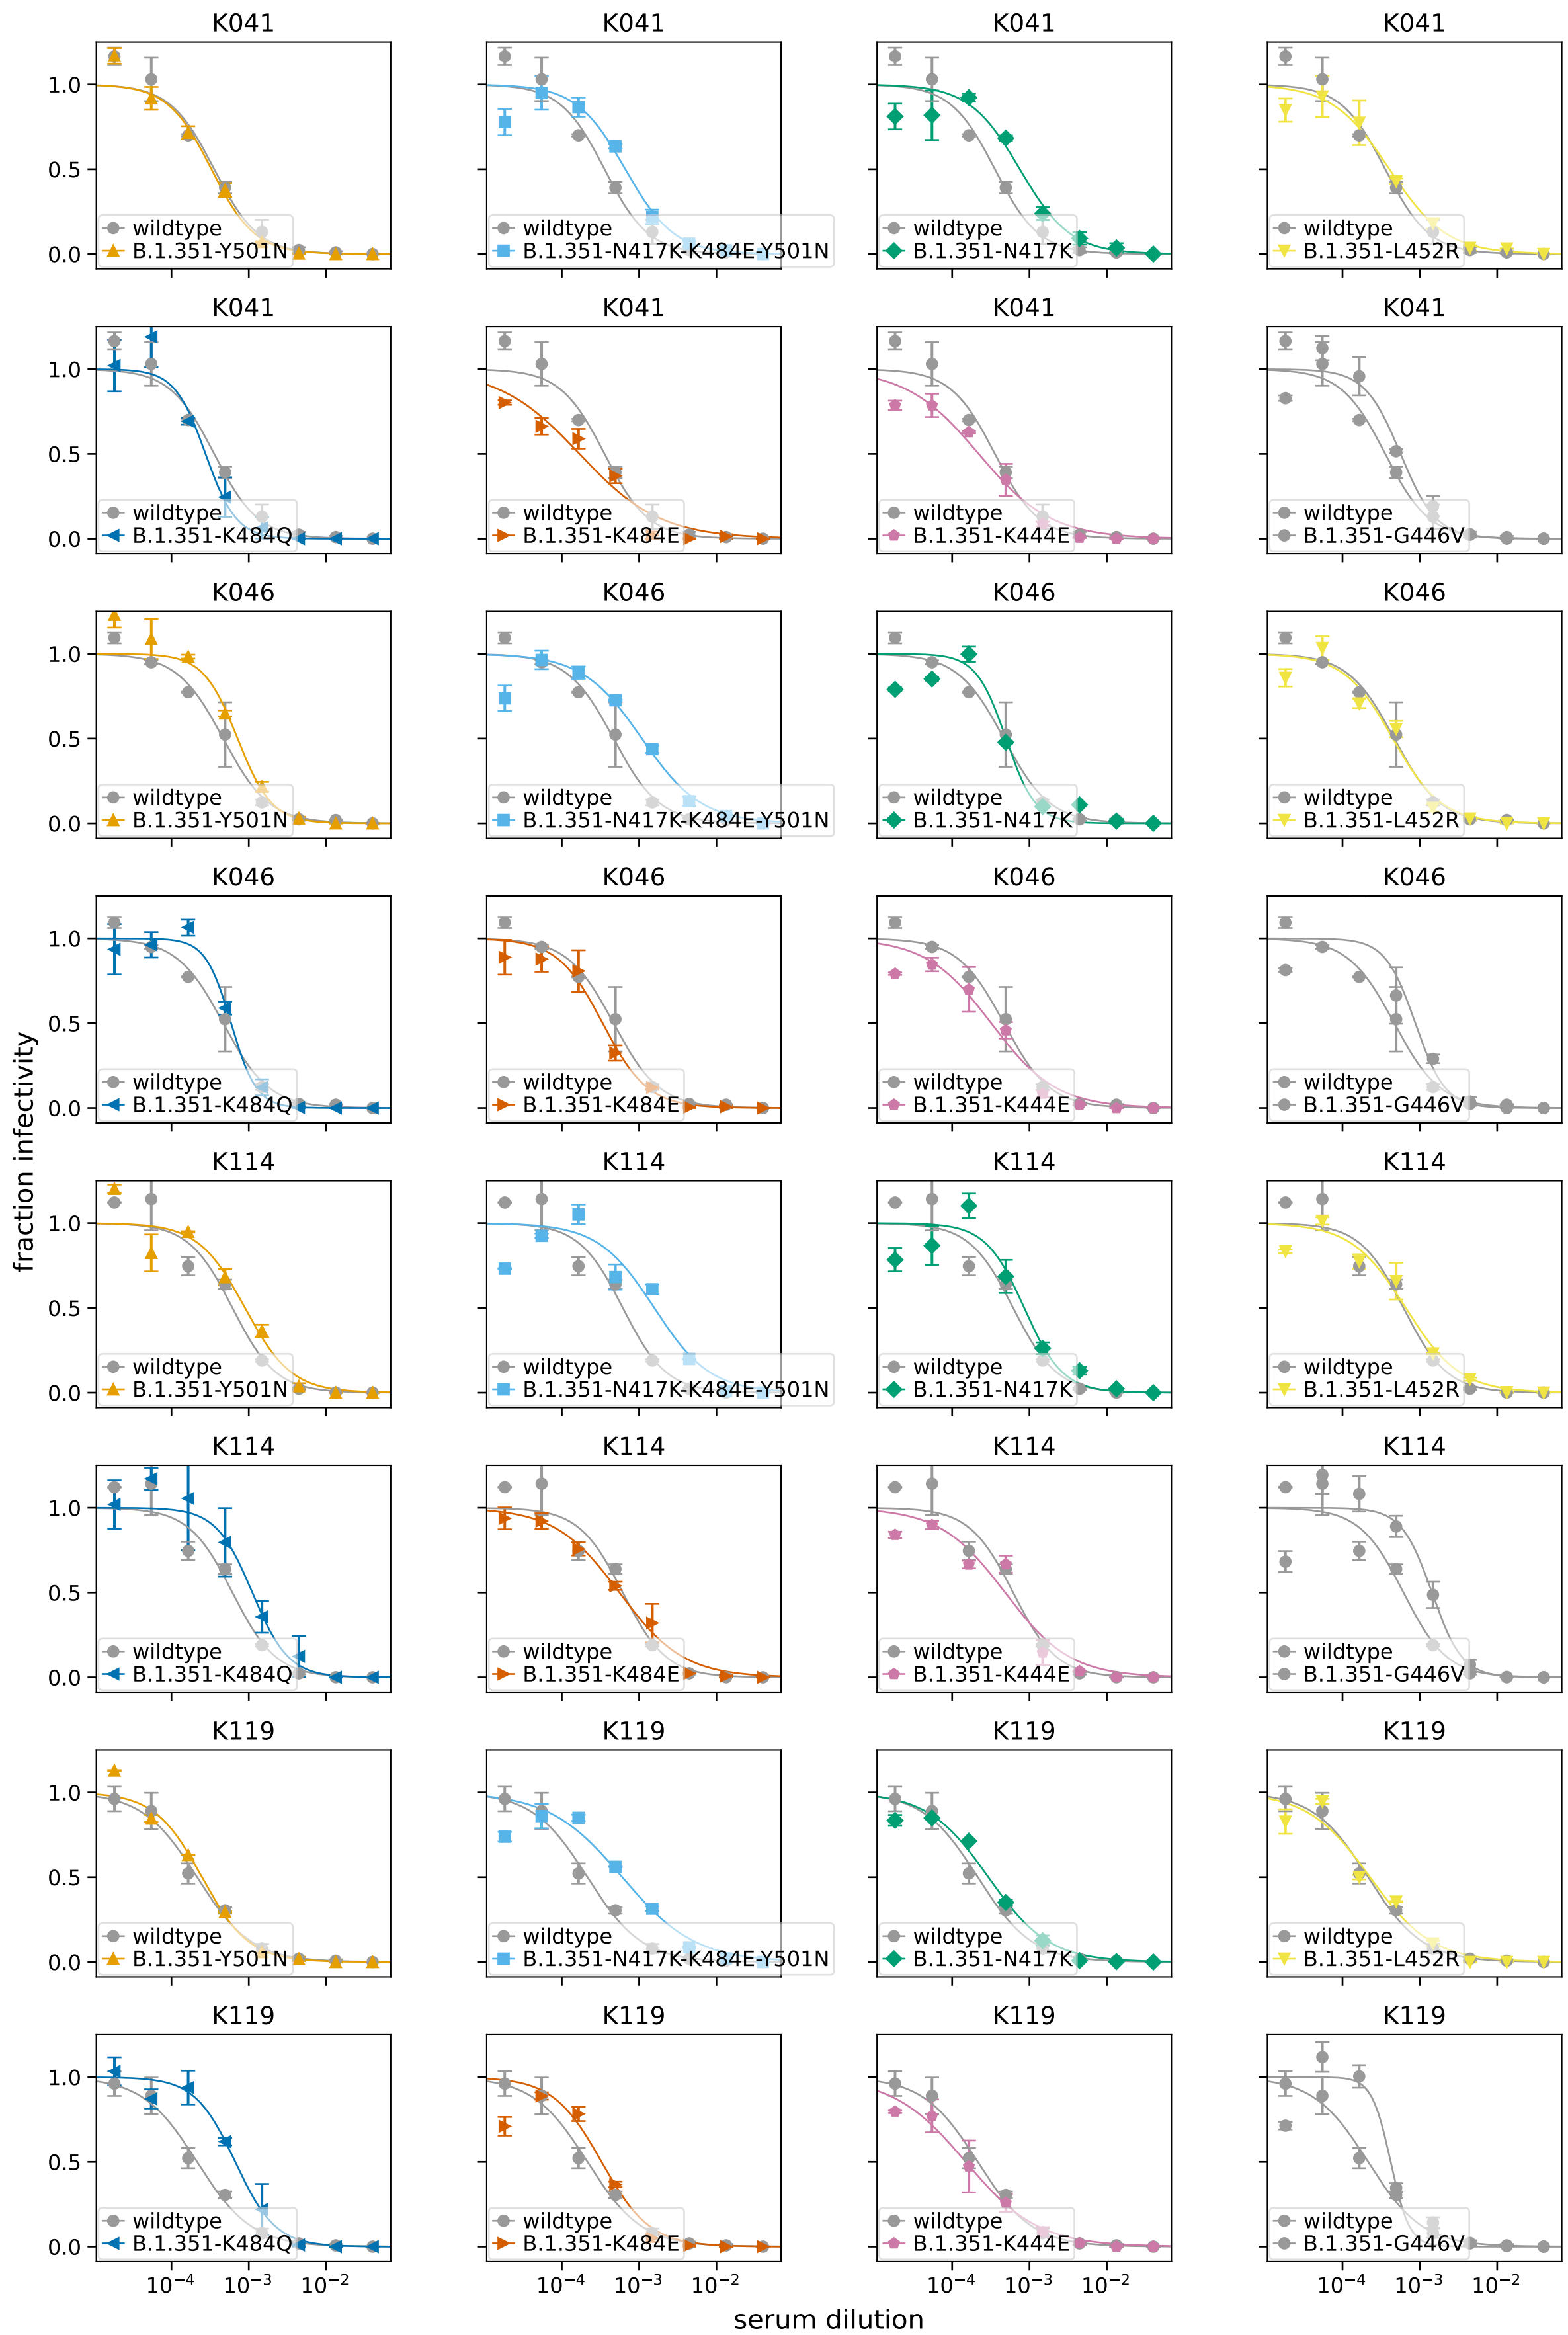 K041 K041 K041 K041
1.0
0.5
0.0
wildtype wildtype wildtype wildtype
B.1.351-Y501N B.1.351-N417K-K484E-Y501N B.1.351-N417K B.1.351-L452R
K041 K041 K041 K041
1.0
0.5
0.0
wildtype wildtype wildtype wildtype
B.1.351-K484Q B.1.351-K484E B.1.351-K444E B.1.351-G446V
K046 K046 K046 K046
1.0
0.5
0.0
wildtype wildtype wildtype wildtype
B.1.351-Y501N B.1.351-N417K-K484E-Y501N B.1.351-N417K B.1.351-L452R
K046 K046 K046 K046
1.0
0.5
0.0
wildtype wildtype wildtype wildtype
B.1.351-K484Q B.1.351-K484E B.1.351-K444E B.1.351-G446V
fraction infectivity
K114 K114 K114 K114
1.0
0.5
0.0
wildtype wildtype wildtype wildtype
B.1.351-Y501N B.1.351-N417K-K484E-Y501N B.1.351-N417K B.1.351-L452R
K114 K114 K114 K114
1.0
0.5
0.0
wildtype wildtype wildtype wildtype
B.1.351-K484Q B.1.351-K484E B.1.351-K444E B.1.351-G446V
K119 K119 K119 K119
1.0
0.5
0.0
wildtype wildtype wildtype wildtype
B.1.351-Y501N B.1.351-N417K-K484E-Y501N B.1.351-N417K B.1.351-L452R
K119 K119 K119 K119
1.0
0.5
0.0
wildtype wildtype wildtype wildtype
B.1.351-K484Q B.1.351-K484E B.1.351-K444E B.1.351-G446V
10⁻⁴ 10⁻³ 10⁻² 10⁻⁴ 10⁻³ 10⁻² 10⁻⁴ 10⁻³ 10⁻² 10⁻⁴ 10⁻³ 10⁻²
serum dilution